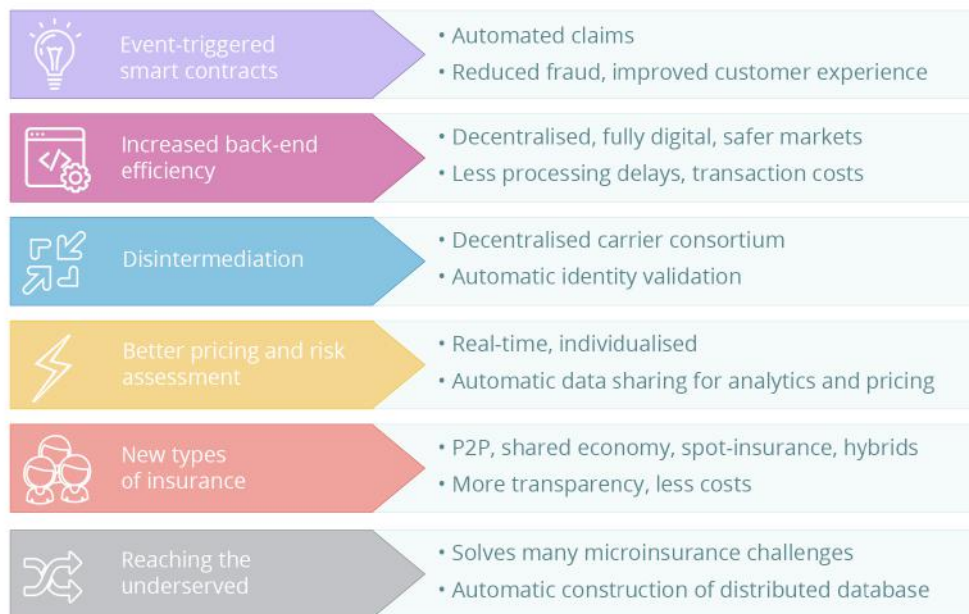 Event-triggered
smart contracts
• Automated claims
• Reduced fraud, improved customer experience
Increased back-end
efficiency
• Decentralised, fully digital, safer markets
• Less processing delays, transaction costs
Disintermediation
• Decentralised carrier consortium
• Automatic identity validation
Better pricing and risk
assessment
• Real-time, individualised
• Automatic data sharing for analytics and pricing
New types
of insurance
• P2P, shared economy, spot-insurance, hybrids
• More transparency, less costs
Reaching the
underserved
• Solves many microinsurance challenges
• Automatic construction of distributed database